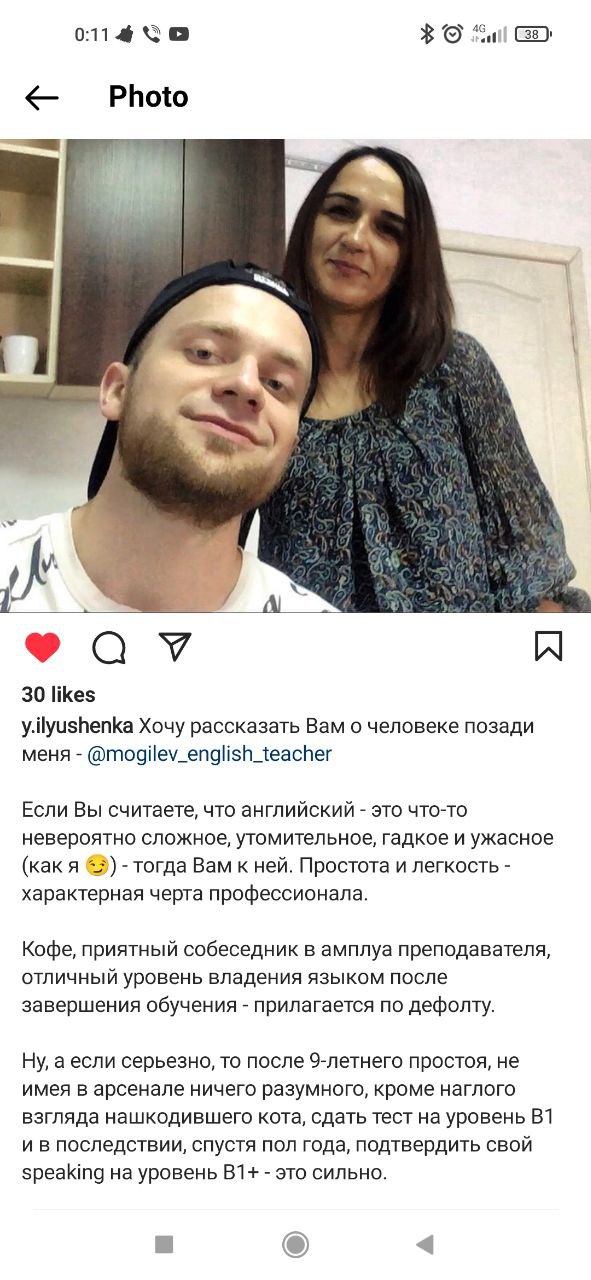 0:11
4G
38
Photo
30 likes
y.ilyushenka Хочу рассказать Вам о человеке позади
меня - @mogilev_english_teacher
Если Вы считаете, что английский - это что-то
невероятно сложное, утомительное, гадкое и ужасное
(как я 😏) - тогда Вам к ней. Простота и легкость -
характерная черта профессионала.
Кофе, приятный собеседник в амплуа преподавателя,
отличный уровень владения языком после
завершения обучения - прилагается по дефолту.
Ну, а если серьезно, то после 9-летнего простоя, не
имея в арсенале ничего разумного, кроме наглого
взгляда нашкодившего кота, сдать тест на уровень B1
и в последствии, спустя пол года, подтвердить свой
speaking на уровень B1+ - это сильно.